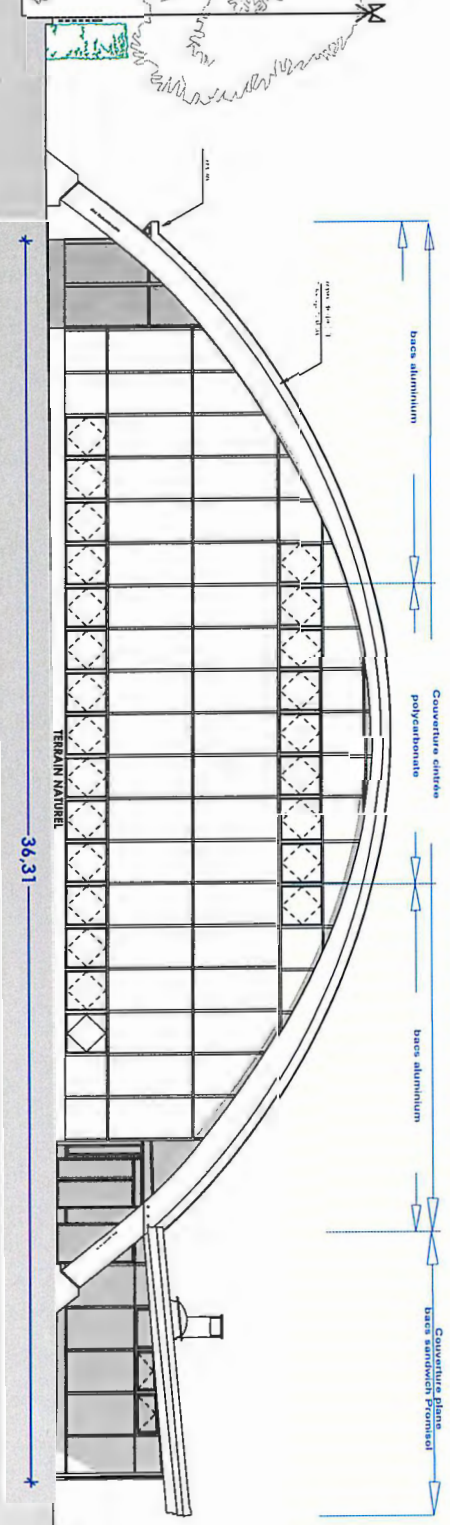 Couverture cintrée
Couverture plane
bacs sandwich Promisol
bacs aluminium
polycarbonate
bacs aluminium
TERRAIN NATUREL
36,31